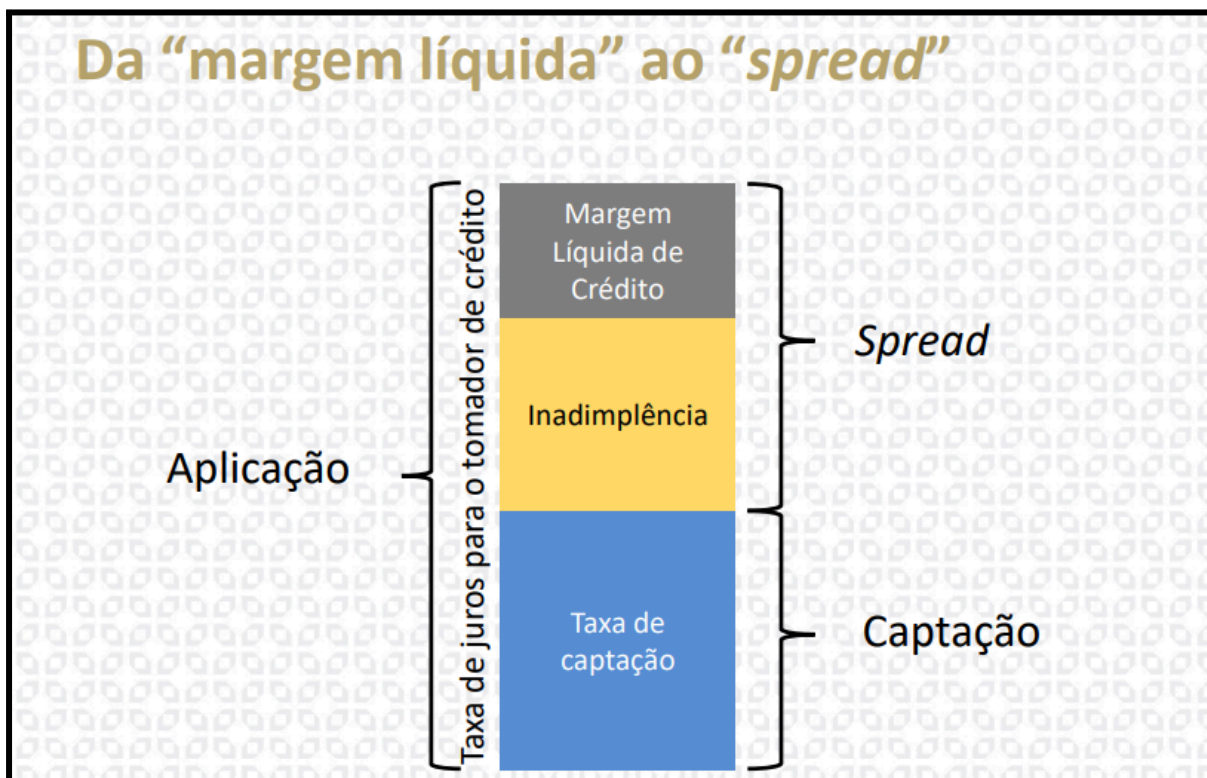 Da “margem líquida” ao “spread”
Aplicação
Taxa de juros para o tomador de crédito
Margem
Líquida de
Crédito
Inadimplência
Taxa de
captação
Spread
Captação